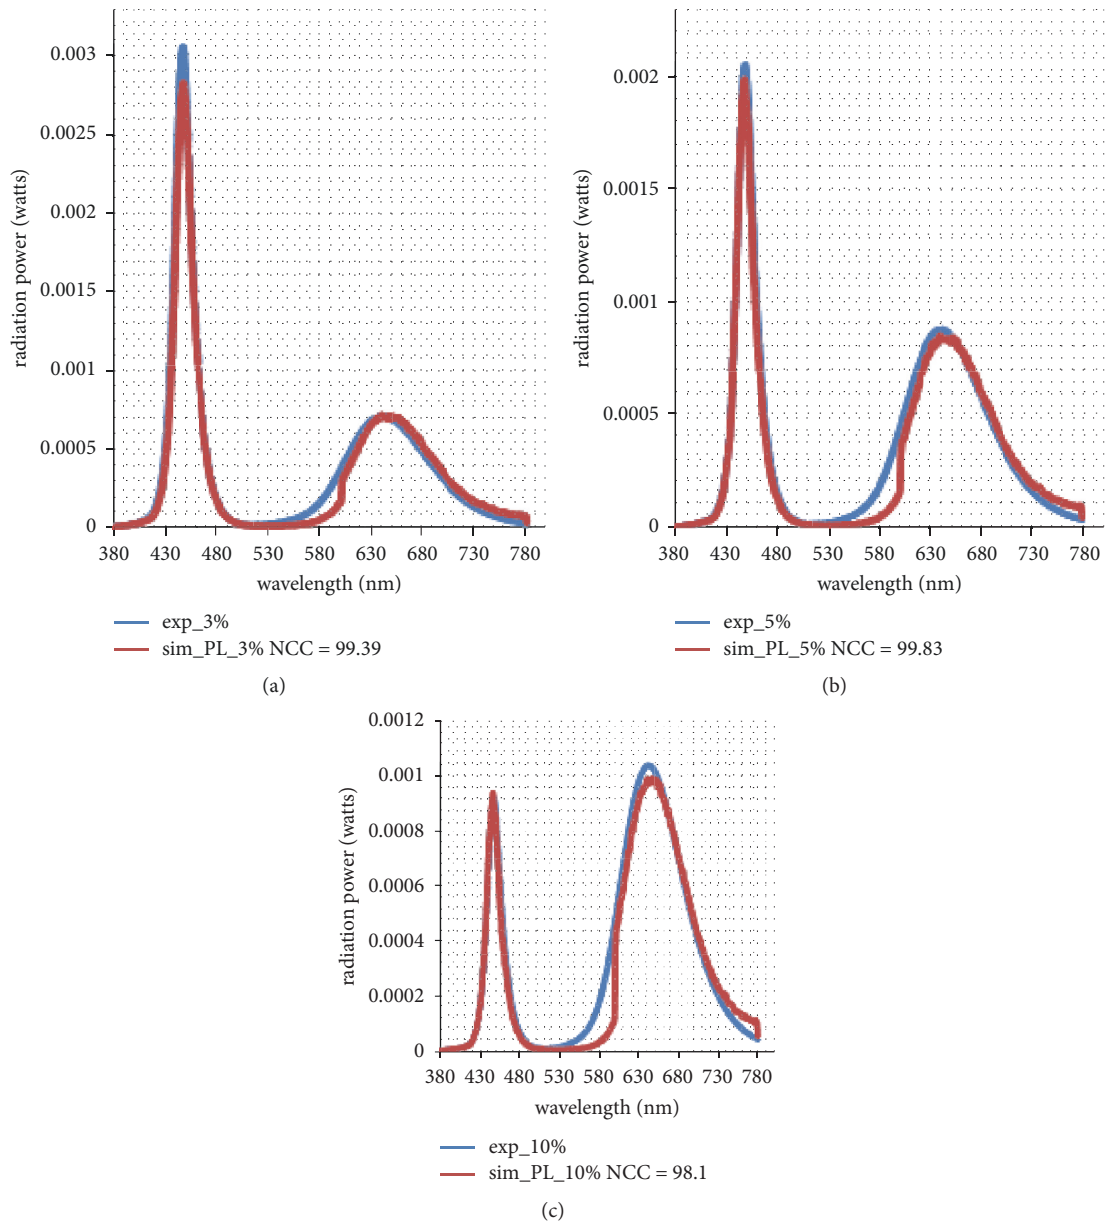 0.003
0.0025
0.002
0.0015
0.001
0.0005
0
radiation power (watts)
380 430 480 530 580 630 680 730 780
wavelength (nm)
exp_3%
sim_PL_3% NCC = 99.39
(a)
0.002
0.0015
0.001
0.0005
0
radiation power (watts)
380 430 480 530 580 630 680 730 780
wavelength (nm)
exp_5%
sim_PL_5% NCC = 99.83
(b)
0.0012
0.001
0.0008
0.0006
0.0004
0.0002
0
radiation power (watts)
380 430 480 530 580 630 680 730 780
wavelength (nm)
exp_10%
sim_PL_10% NCC = 98.1
(c)